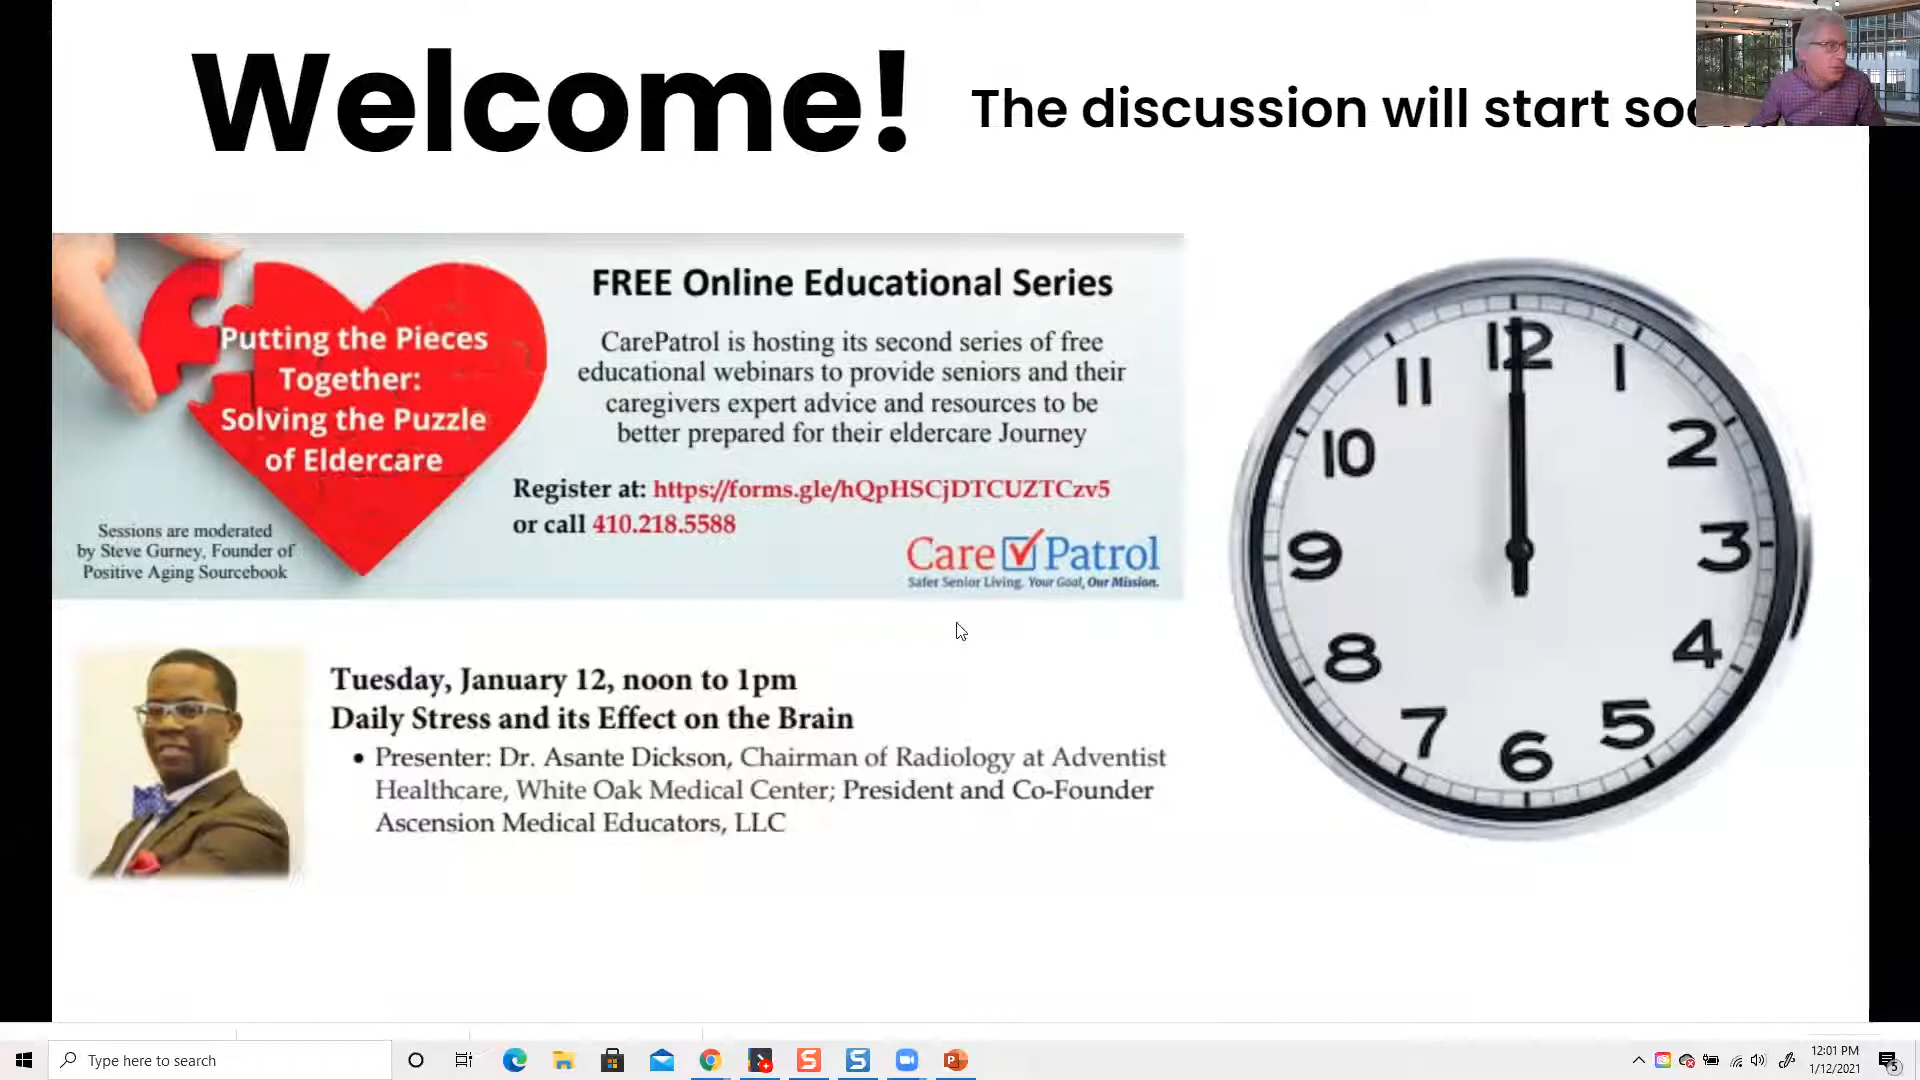 Welcome!
The discussion will start
Putting the Pieces
Together:
Solving the Puzzle
of Eldercare
Sessions are moderated
by Steve Gurney, Founder of
Positive Aging Sourcebook
FREE Online Educational Series
CarePatrol is hosting its second series of free
educational webinars to provide seniors and their
caregivers expert advice and resources to be
better prepared for their eldercare Journey
Register at: https://forms.gle/hQpHSCjDTCUZTCzv5
or call 410.218.5588
Care Patrol
Safer Senior Living. Your Goal, Our Mission.
12
1
2
3
4
5
6
7
8
9
10
11
Tuesday, January 12, noon to 1pm
Daily Stress and its Effect on the Brain
• Presenter: Dr. Asante Dickson, Chairman of Radiology at Adventist
Healthcare, White Oak Medical Center; President and Co-Founder
Ascension Medical Educators, LLC
Type here to search
12:01 PM
1/12/2021
5